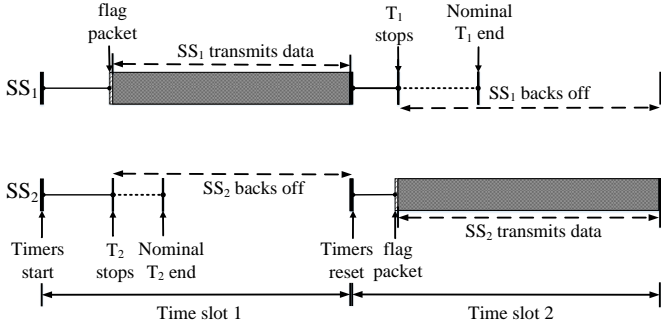 flag
packet
SS1 transmits data
T1
stops
Nominal
T1 end
SS1
SS1 backs off
SS2
SS2 backs off
SS2 transmits data
Timers
start
T2
stops
Nominal
T2 end
Timers
reset
flag
packet
Time slot 1
Time slot 2